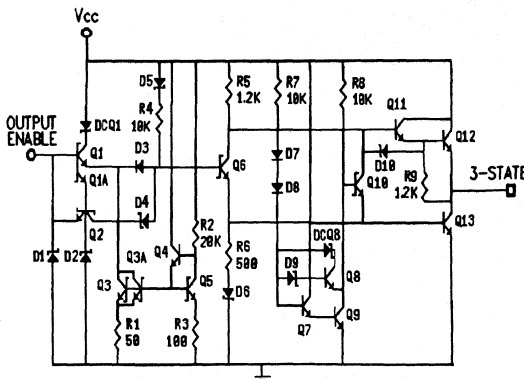 Vcc
D5
R4
10K
R5
1.2K
R7
10K
R8
10K
Q11
Q12
DCQ1
OUTPUT
ENABLE
Q1
Q1A
D3
Q6
D7
D10
Q10
3-STATE
R9
1.2K
D8
D4
Q2
R2
20K
Q13
D1
D2
Q3A
Q3
Q4
Q5
R6
500
D6
DCQ8
D9
Q8
Q7
Q9
R1
50
R3
100